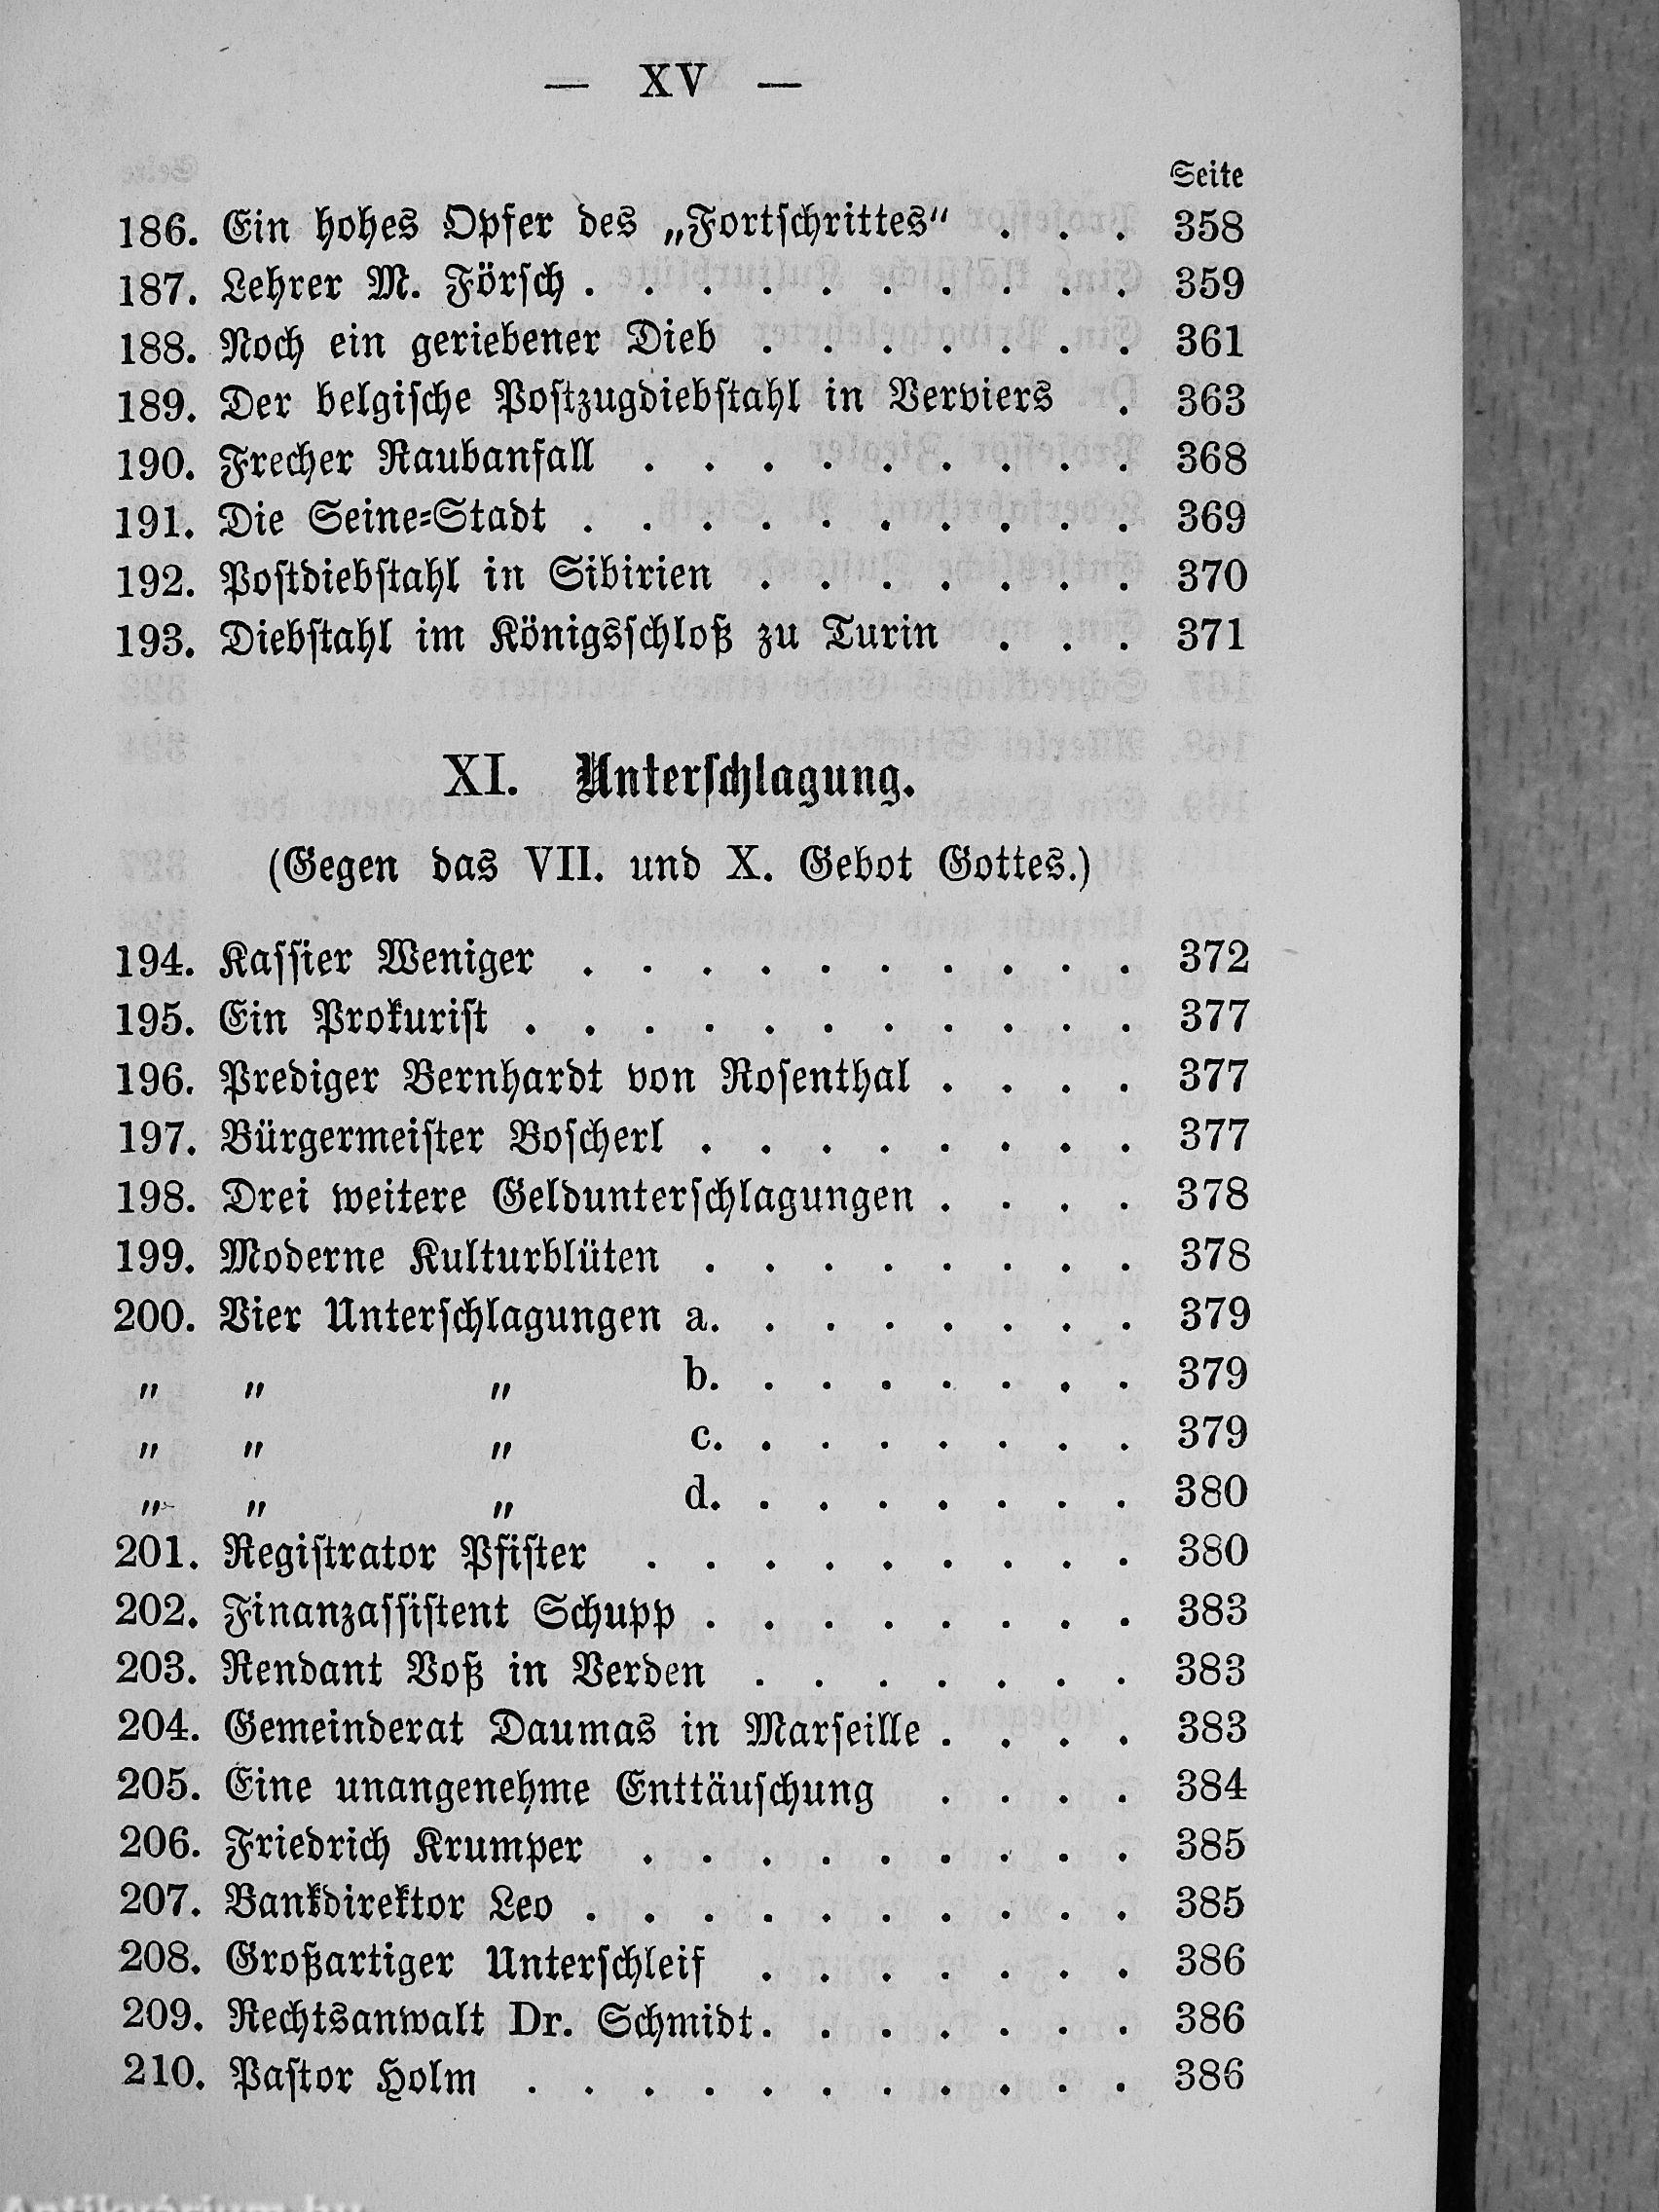 — XV —
Seite
186. Ein hohes Opfer des „Fortschrittes“ . . . 358
187. Lehrer M. Försch . . . . . . . . . . 359
188. Noch ein geriebener Dieb . . . . . . . 361
189. Der belgische Postzugdiebstahl in Verviers . 363
190. Frecher Raubanfall . . . . . . . . . 368
191. Die Seine=Stadt . . . . . . . . . . 369
192. Postdiebstahl in Sibirien . . . . . . . 370
193. Diebstahl im Königsschloß zu Turin . . . 371
XI. Unterschlagung.
(Gegen das VII. und X. Gebot Gottes.)
194. Kassier Weniger . . . . . . . . . . 372
195. Ein Prokurist . . . . . . . . . . . 377
196. Prediger Bernhardt von Rosenthal . . . . 377
197. Bürgermeister Boscherl . . . . . . . . 377
198. Drei weitere Geldunterschlagungen . . . . 378
199. Moderne Kulturblüten . . . . . . . . 378
200. Vier Unterschlagungen a. . . . . . . . 379
„ „ „ b. . . . . . . . 379
„ „ „ c. . . . . . . . 379
„ „ „ d. . . . . . . . 380
201. Registrator Pfister . . . . . . . . . 380
202. Finanzassistent Schupp . . . . . . . . 383
203. Rendant Voß in Verden . . . . . . . 383
204. Gemeinderat Daumas in Marseille . . . . 383
205. Eine unangenehme Enttäuschung . . . . 384
206. Friedrich Krumper . . . . . . . . . 385
207. Bankdirektor Leo . . . . . . . . . . 385
208. Großartiger Unterschleif . . . . . . . 386
209. Rechtsanwalt Dr. Schmidt . . . . . . . 386
210. Pastor Holm . . . . . . . . . . . 386